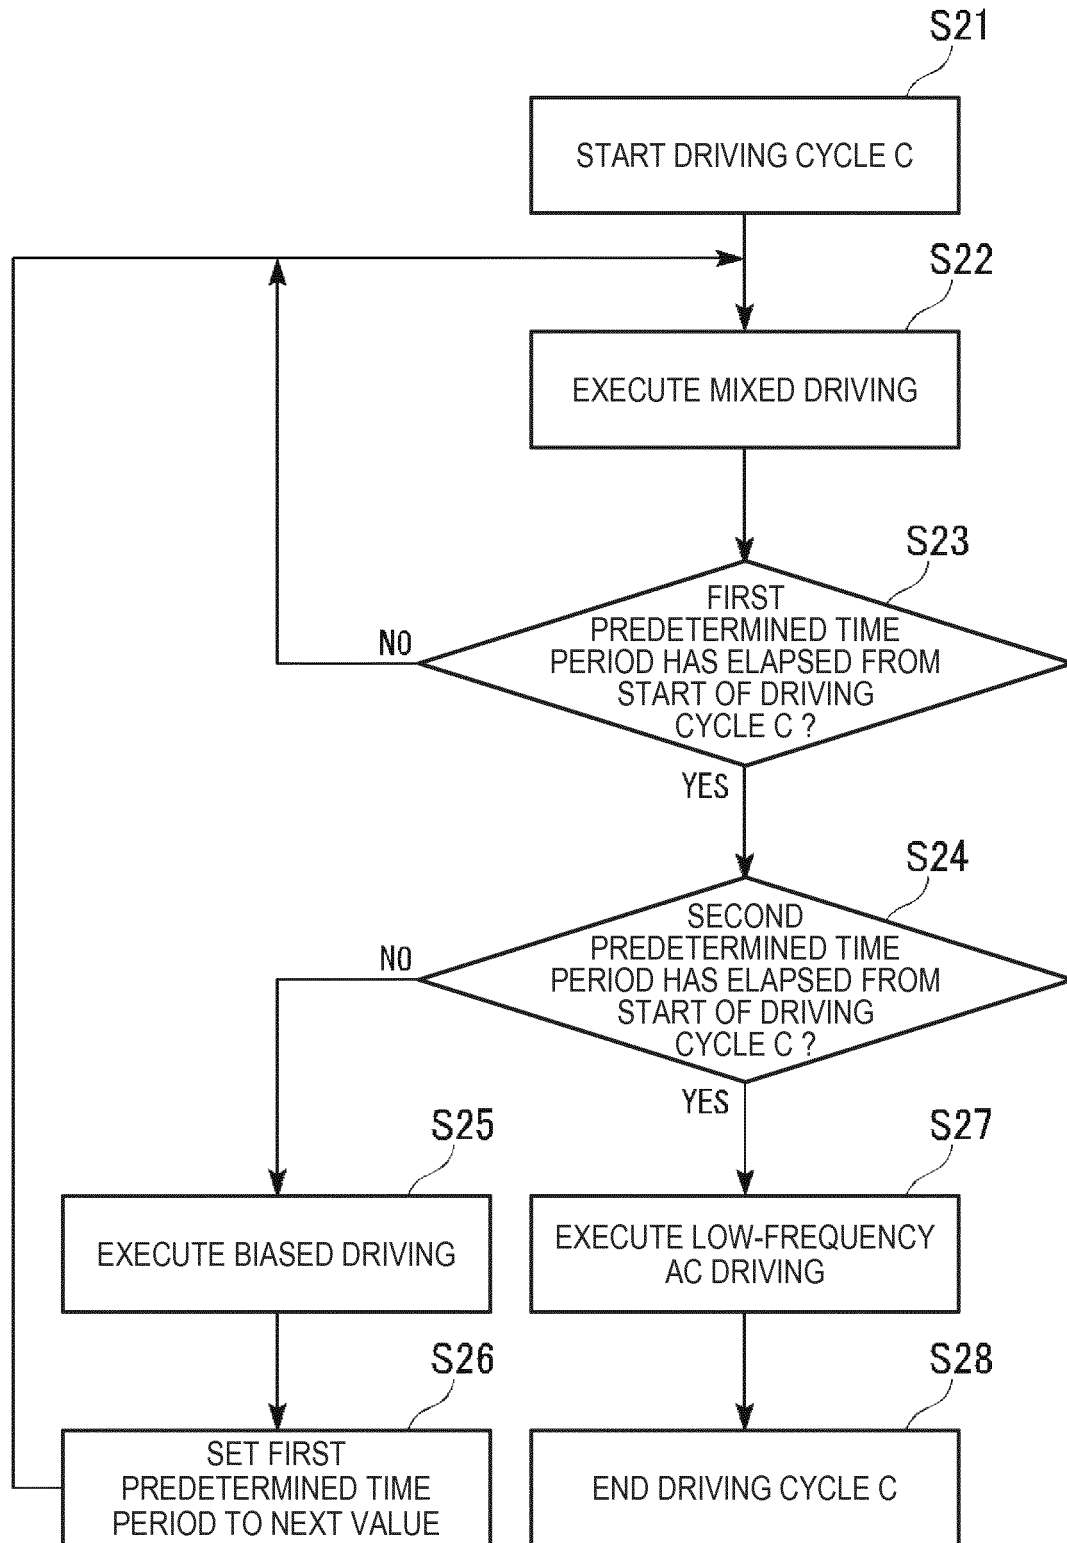 S21
START DRIVING CYCLE C
S22
EXECUTE MIXED DRIVING
S23
FIRST
PREDETERMINED TIME
PERIOD HAS ELAPSED FROM
START OF DRIVING
CYCLE C ?
NO
YES
S24
SECOND
PREDETERMINED TIME
PERIOD HAS ELAPSED FROM
START OF DRIVING
CYCLE C ?
NO
YES
S25
EXECUTE BIASED DRIVING
S27
EXECUTE LOW-FREQUENCY
AC DRIVING
S26
SET FIRST
PREDETERMINED TIME
PERIOD TO NEXT VALUE
S28
END DRIVING CYCLE C